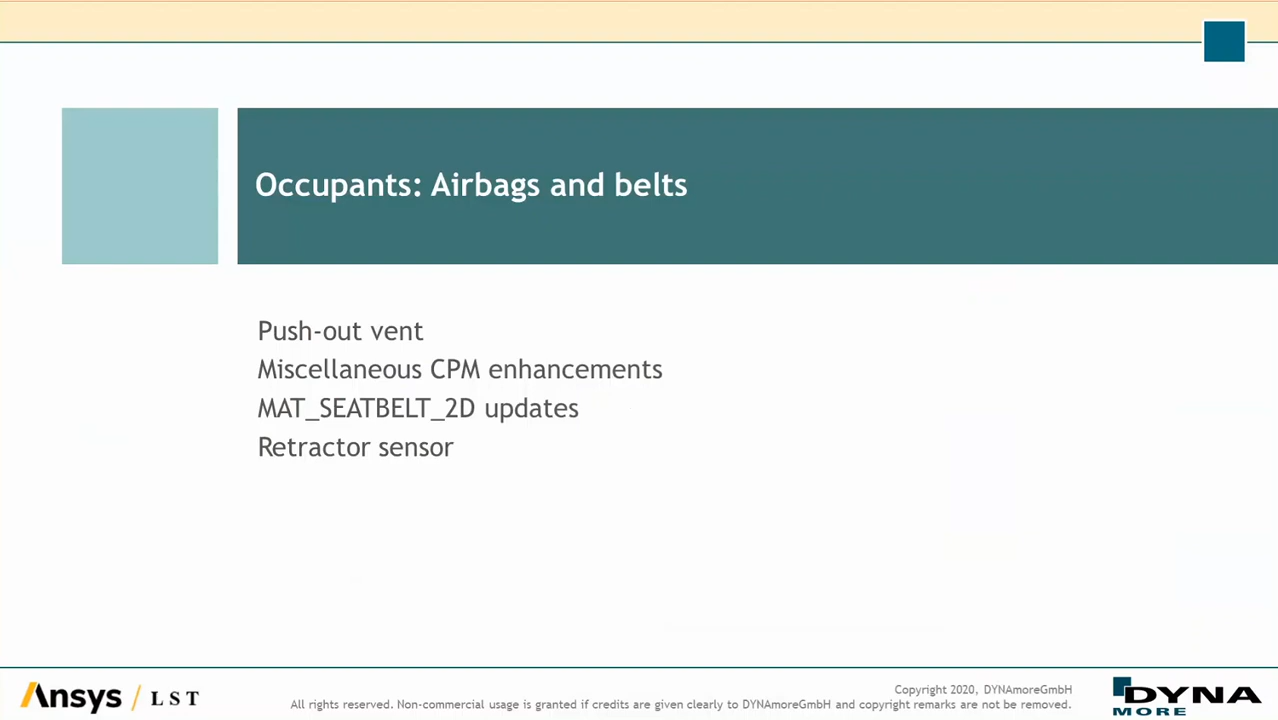 Occupants: Airbags and belts
Push-out vent
Miscellaneous CPM enhancements
MAT_SEATBELT_2D updates
Retractor sensor
Ansys / LST
Copyright 2020, DYNAmoreGmbH
All rights reserved. Non-commercial usage is granted if credits are given clearly to DYNAmoreGmbH and copyright remarks are not be removed.
DYNA
MORE